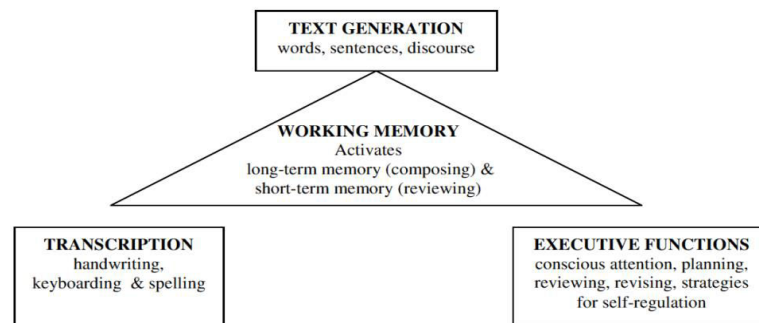 TEXT GENERATION
words, sentences, discourse
WORKING MEMORY
Activates
long-term memory (composing) &
short-term memory (reviewing)
TRANSCRIPTION
handwriting,
keyboarding & spelling
EXECUTIVE FUNCTIONS
conscious attention, planning,
reviewing, revising, strategies
for self-regulation